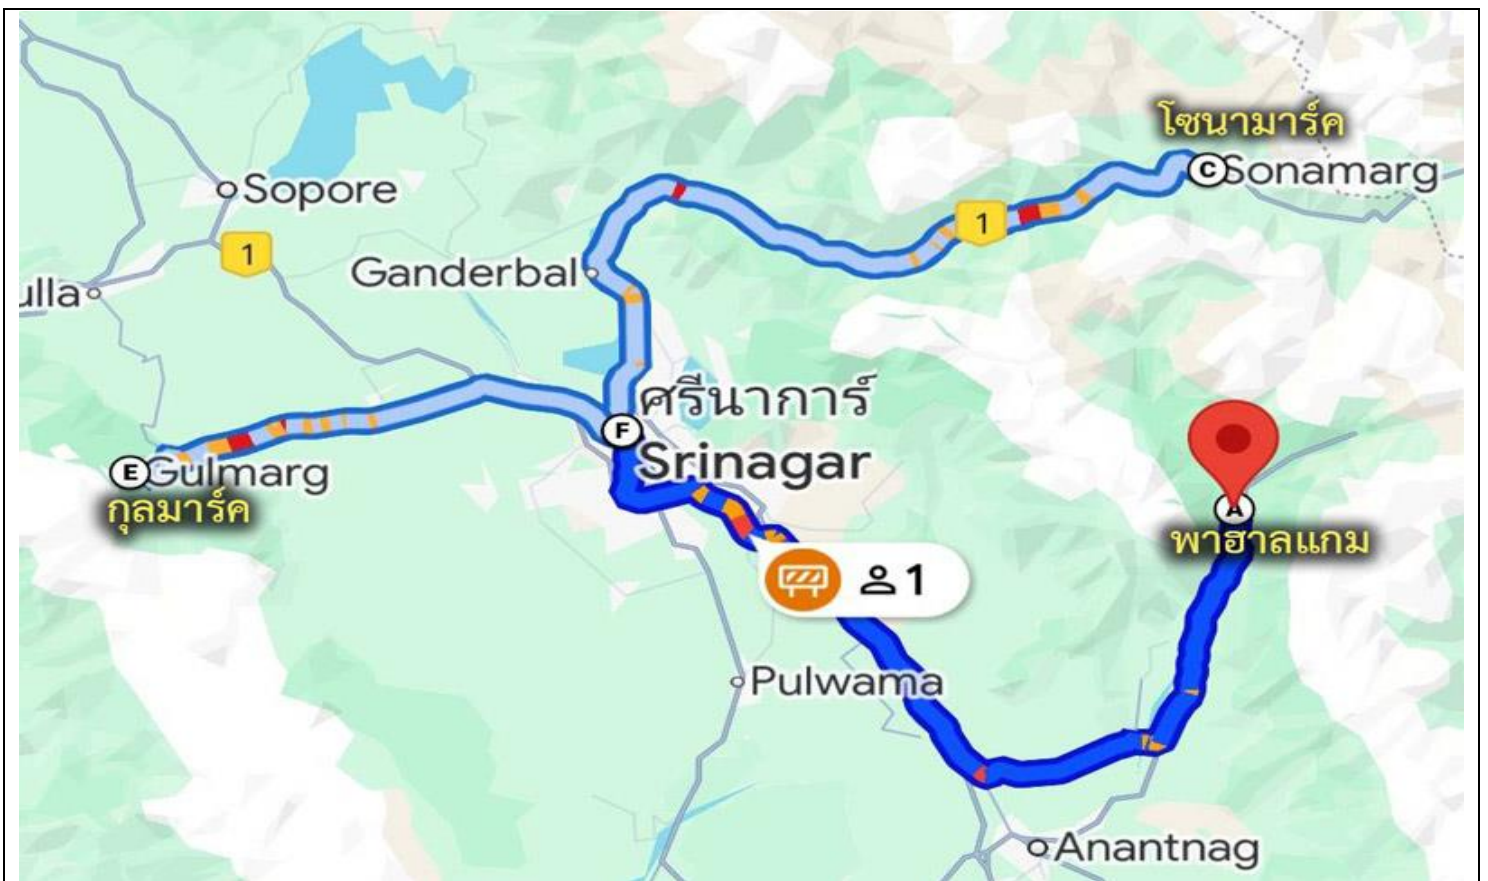 โซนามาร์ค
C
Sonamarg
Sopore
1
1
Ganderbal
ulla
ศรีนาการ์
F
Srinagar
E
Gulmarg
กุลมาร์ค
A
พาฮาลแกม
1
Pulwama
Anantnag